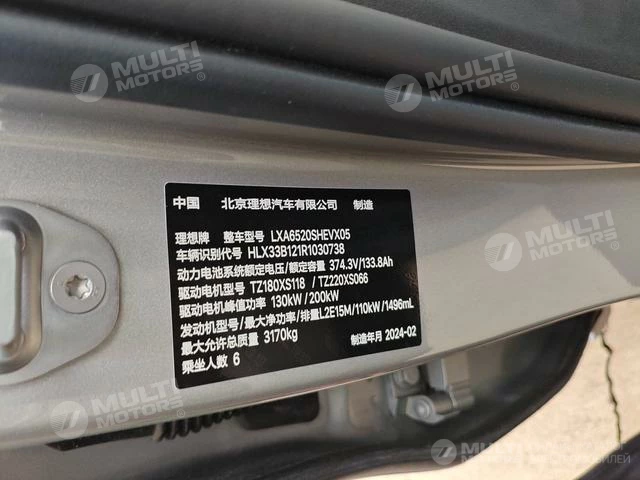 MULTI
MOTORS®
MULTI
MOTORS®
中国 北京理想汽车有限公司 制造
理想牌 整车型号 LXA6520SHEVX05
车辆识别代号 HLX33B121R1030738
动力电池系统额定电压/额定容量 374.3V/133.8Ah
驱动电机型号 TZ180XS118 /TZ220XS066
驱动电机峰值功率 130kW/200kW
发动机型号/最大净功率/排量L2E15M/110kW/1496mL
最大允许总质量 3170kg 制造年月 2024-02
乘坐人数 6
MULTI
MOTORS®
MULTI
MOTORS®
MULTI